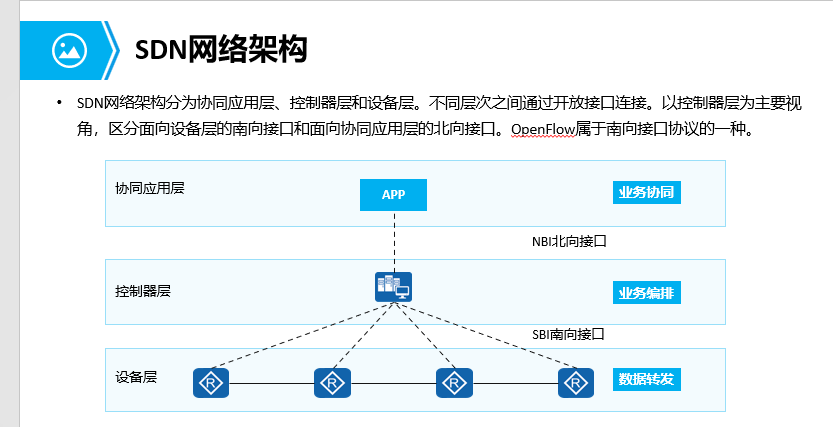 SDN网络架构
• SDN网络架构分为协同应用层、控制器层和设备层。不同层次之间通过开放接口连接。以控制器层为主要视
角，区分面向设备层的南向接口和面向协同应用层的北向接口。OpenFlow属于南向接口协议的一种。
协同应用层
APP
业务协同
NBI北向接口
控制器层
业务编排
SBI南向接口
设备层
R
R
R
R
数据转发